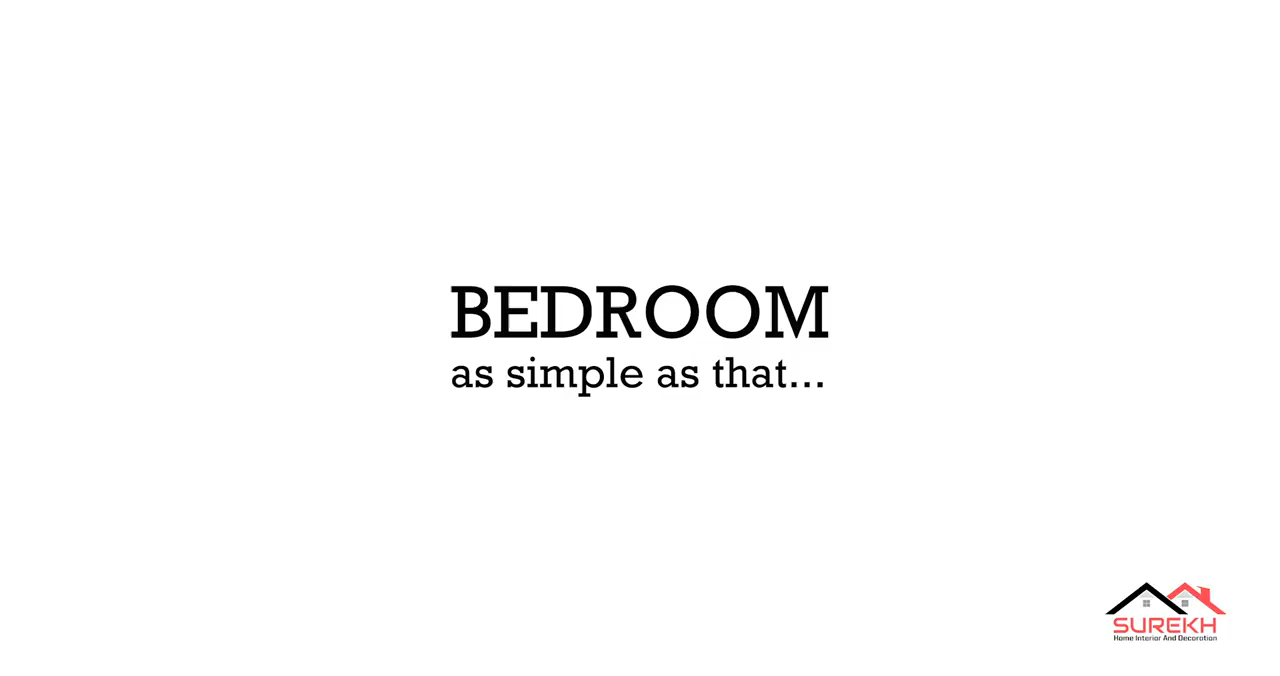 BEDROOM
as simple as that...
SUREKH
Home Interior And Decoration